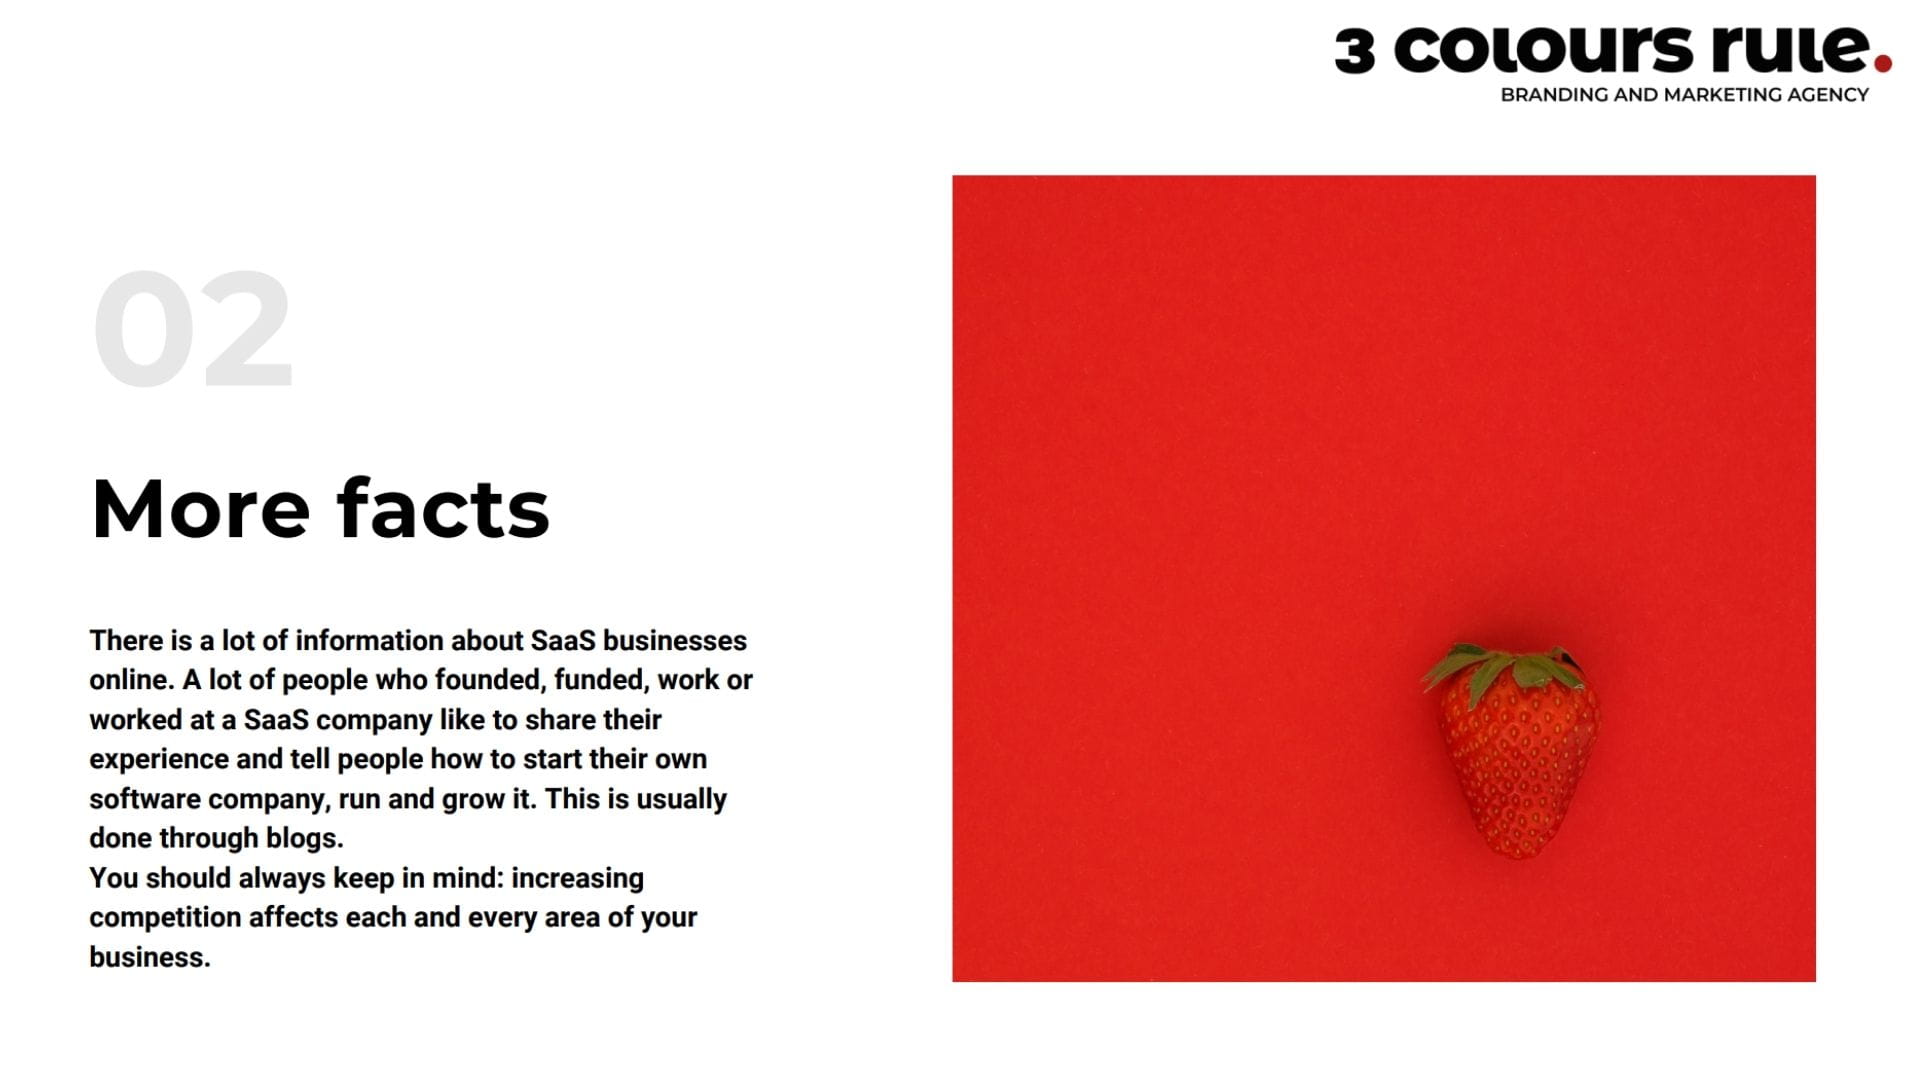 3 colours rule.
BRANDING AND MARKETING AGENCY
02
More facts
There is a lot of information about SaaS businesses
online. A lot of people who founded, funded, work or
worked at a SaaS company like to share their
experience and tell people how to start their own
software company, run and grow it. This is usually
done through blogs.
You should always keep in mind: increasing
competition affects each and every area of your
business.